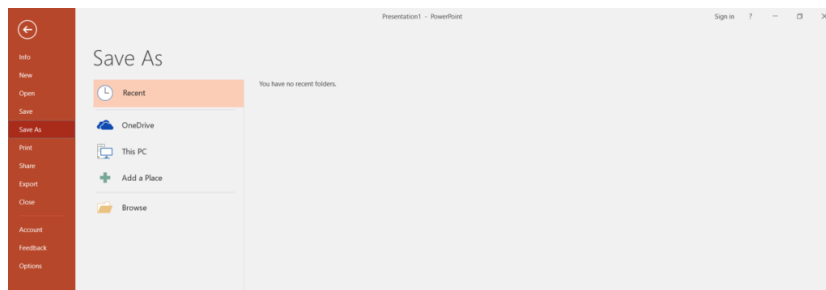 Presentation1 - PowerPoint
Sign in ?
Save As
Info
New
Open
Save
Save As
Print
Share
Export
Close
Account
Feedback
Options
Recent
OneDrive
This PC
Add a Place
Browse
You have no recent folders.